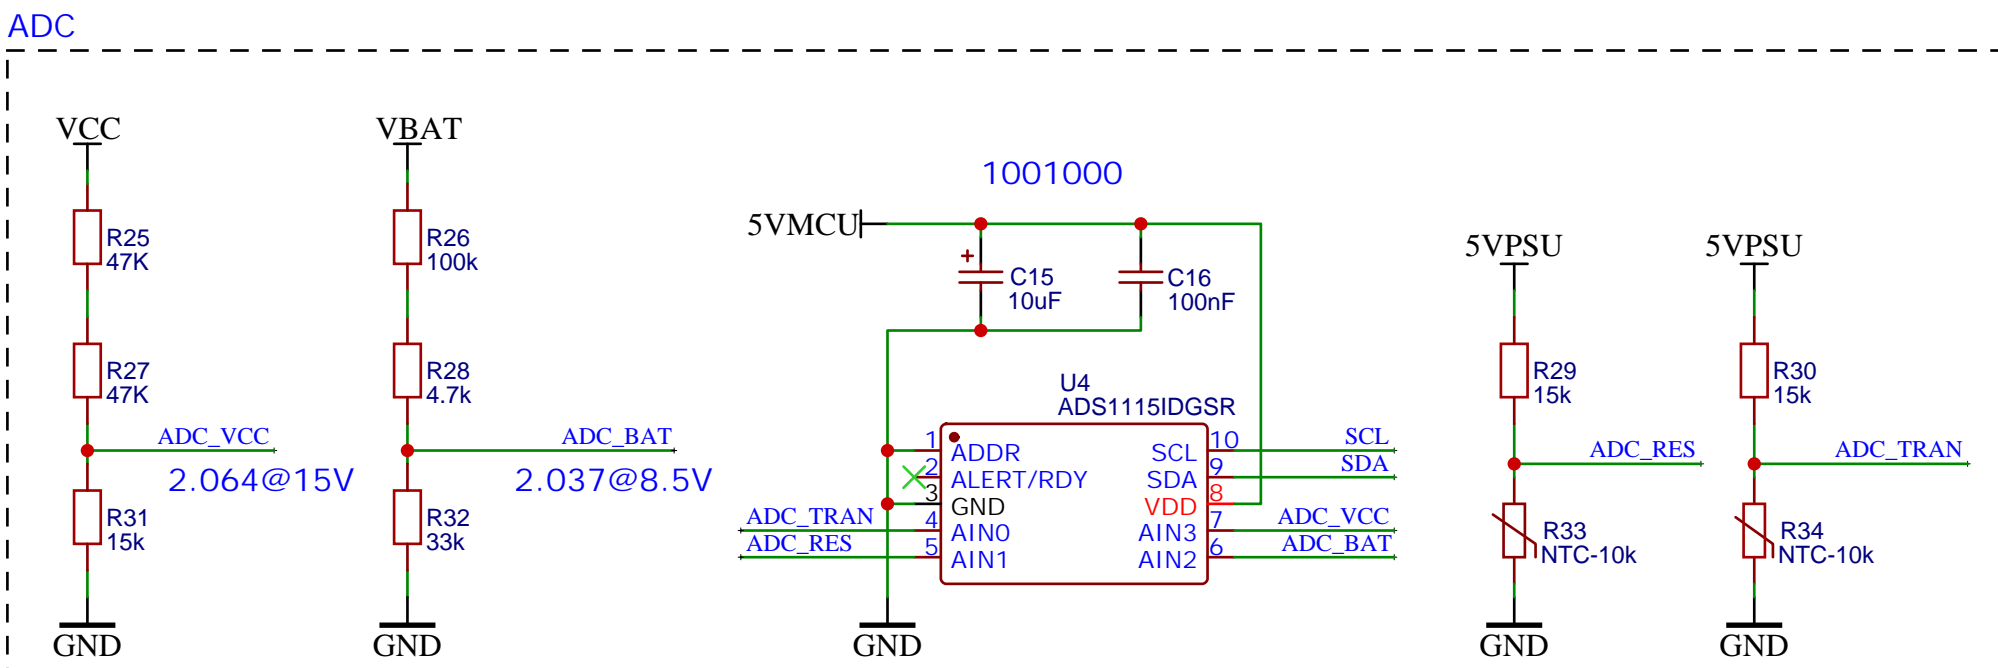 ADC
VCC
R25
47K
R27
47K
ADC_VCC
2.064@15V
R31
15k
GND
VBAT
R26
100k
R28
4.7k
ADC_BAT
2.037@8.5V
R32
33k
GND
1001000
5VMCU
+
C15
10uF
C16
100nF
U4
ADS1115IDGSR
1
ADDR
2
ALERT/RDY
3
GND
ADC_TRAN
4
AIN0
ADC_RES
5
AIN1
SCL
10
SCL
SDA
9
SDA
VDD
8
AIN3
7
ADC_VCC
AIN2
6
ADC_BAT
GND
5VPSU
R29
15k
ADC_RES
R33
NTC-10k
GND
5VPSU
R30
15k
ADC_TRAN
R34
NTC-10k
GND